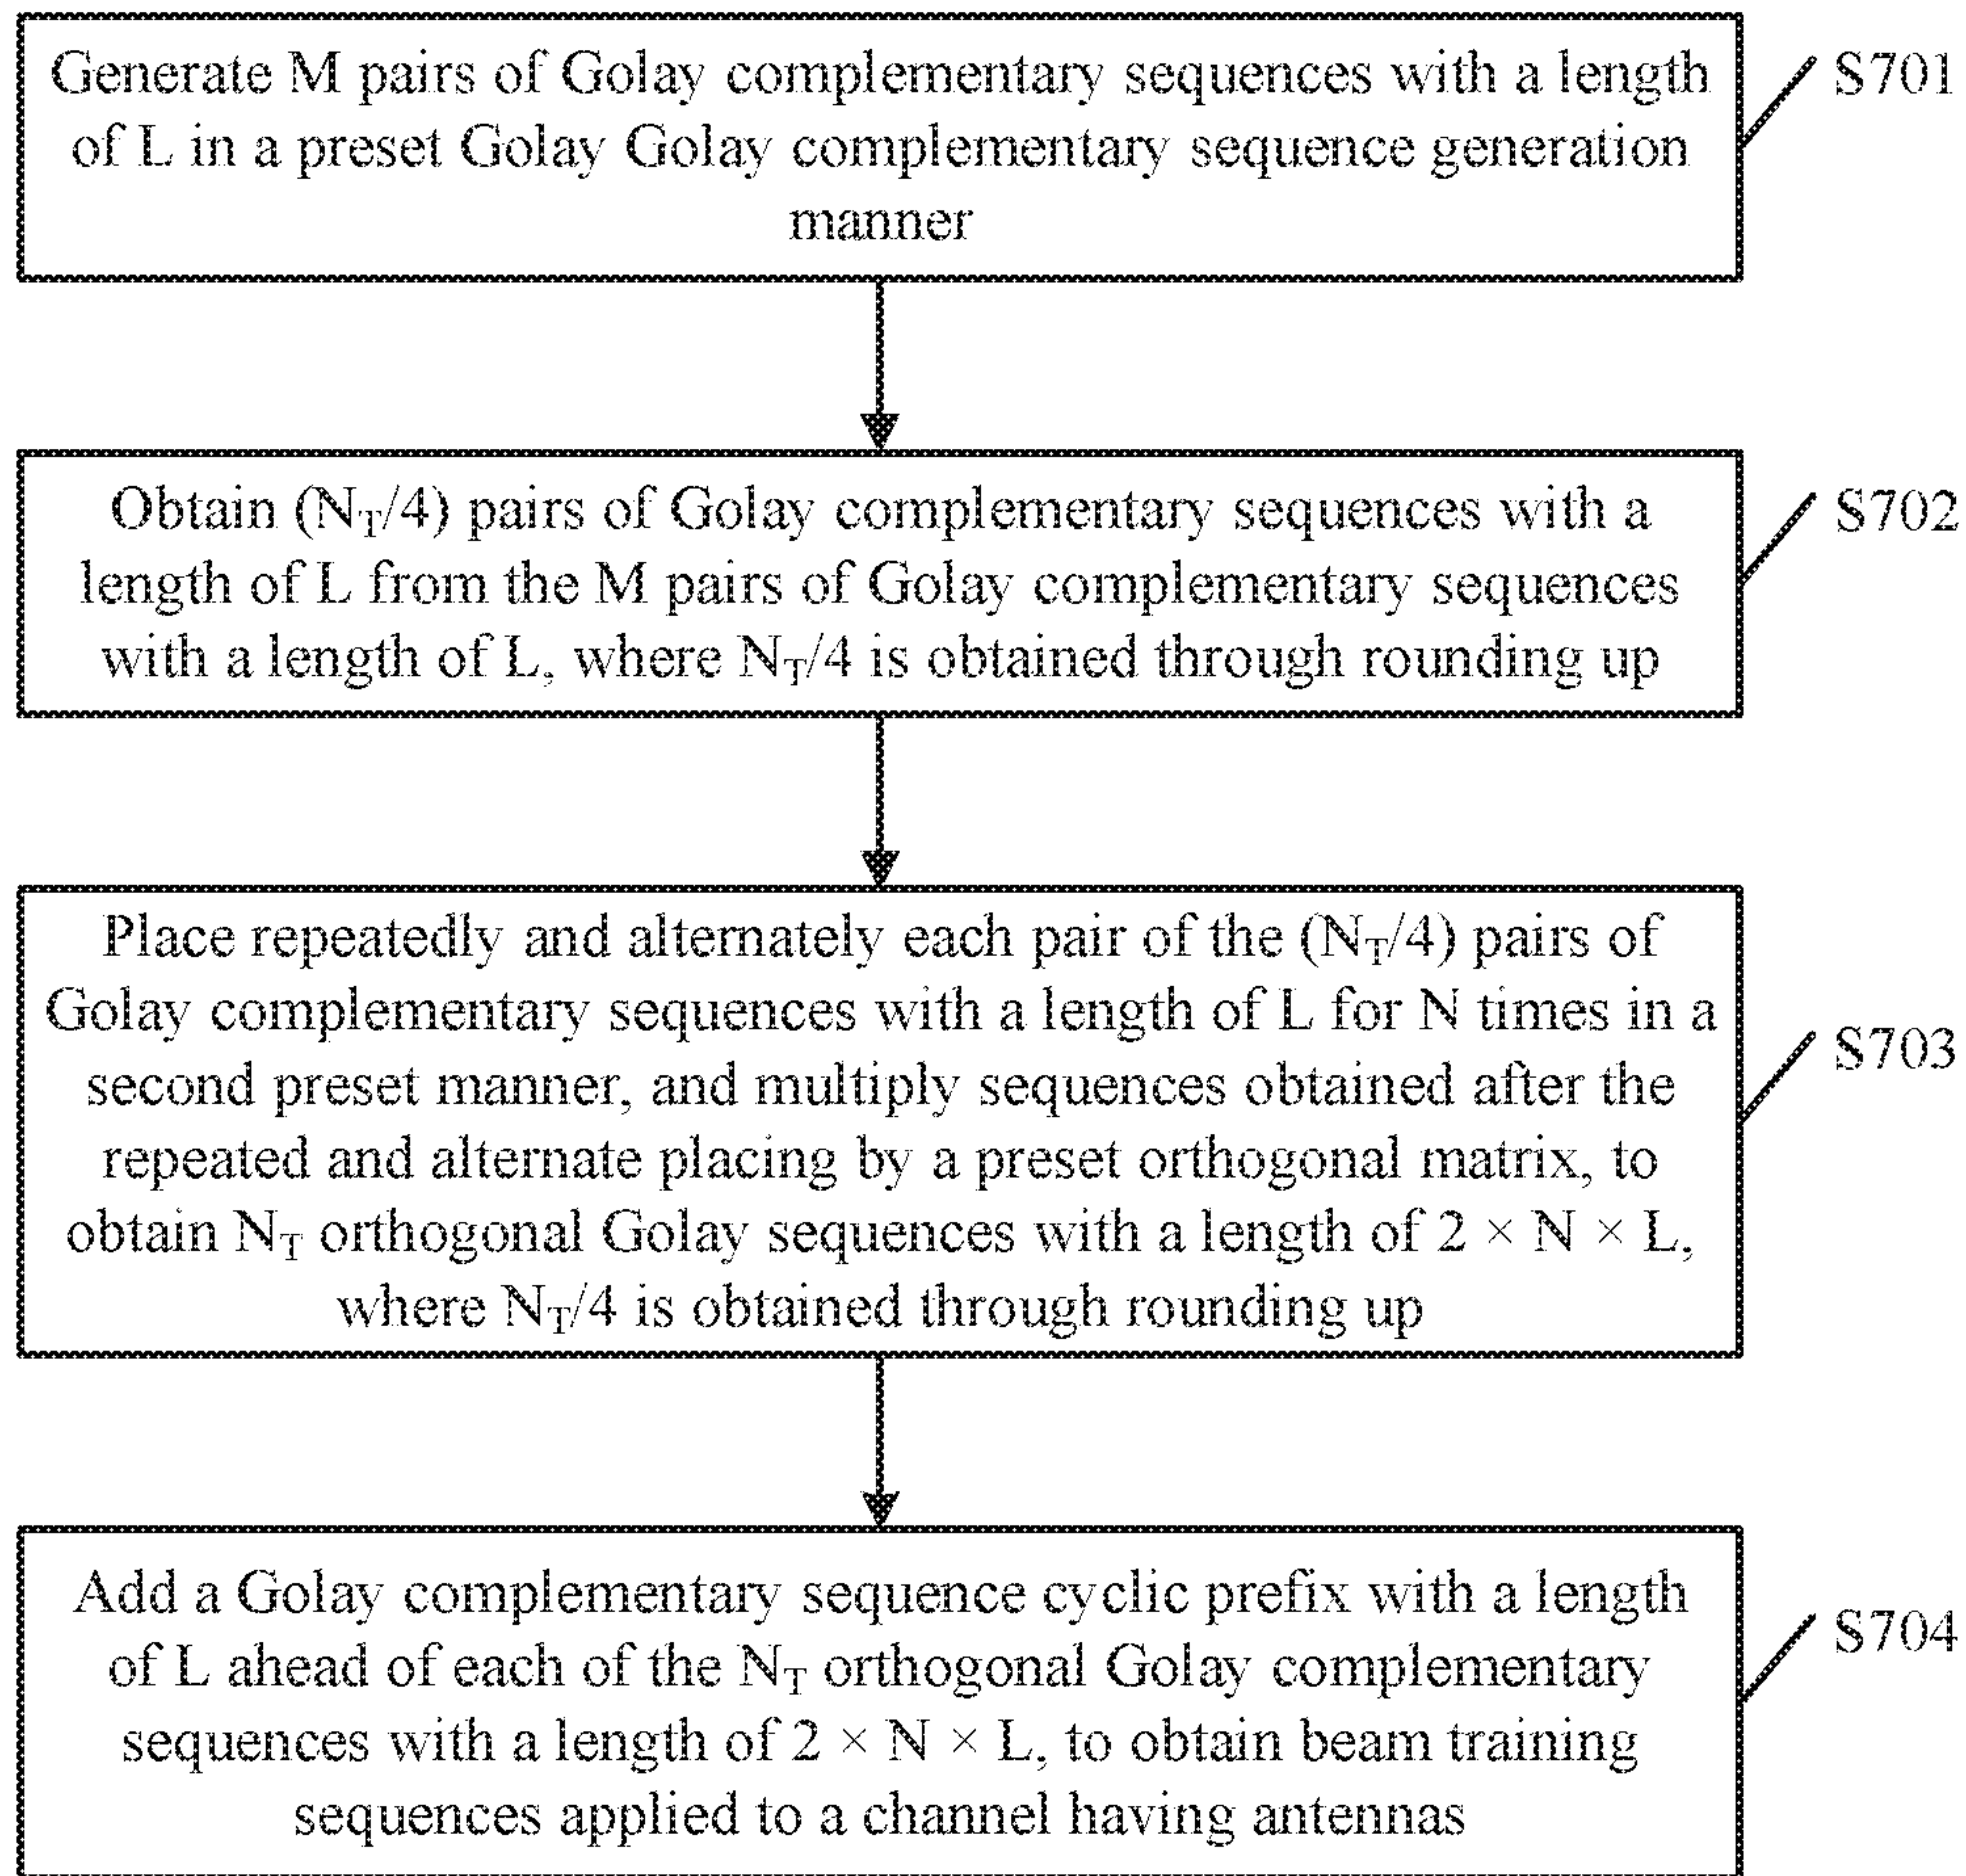 Generate M pairs of Golay complementary sequences with a length
of L in a preset Golay Golay complementary sequence generation
manner
S701
Obtain (N_T/4) pairs of Golay complementary sequences with a
length of L from the M pairs of Golay complementary sequences
with a length of L, where N_T/4 is obtained through rounding up
S702
Place repeatedly and alternately each pair of the (N_T/4) pairs of
Golay complementary sequences with a length of L for N times in a
second preset manner, and multiply sequences obtained after the
repeated and alternate placing by a preset orthogonal matrix, to
obtain N_T orthogonal Golay sequences with a length of 2 × N × L,
where N_T/4 is obtained through rounding up
S703
Add a Golay complementary sequence cyclic prefix with a length
of L ahead of each of the N_T orthogonal Golay complementary
sequences with a length of 2 × N × L, to obtain beam training
sequences applied to a channel having antennas
S704